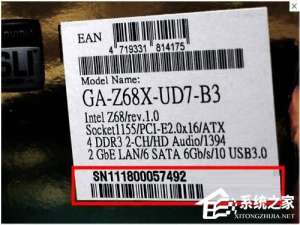 SLI
EAN
4 719331 814175
Model Name:
GA-Z68X-UD7-B3
Intel Z68/rev.1.0
Socket1155/PCI-E2.0x16/ATX
4 DDR3 2-CH/HD Audio/1394
2 GbE LAN/6 SATA 6Gb/s/10 USB3.0
SN111800057492
系统之家
XITONGZHIJIA.NET